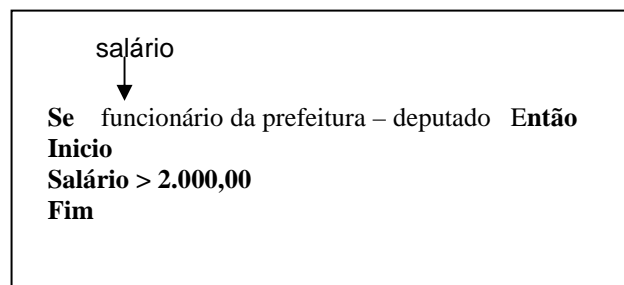 salário
Se funcionário da prefeitura – deputado Então
Inicio
Salário > 2.000,00
Fim